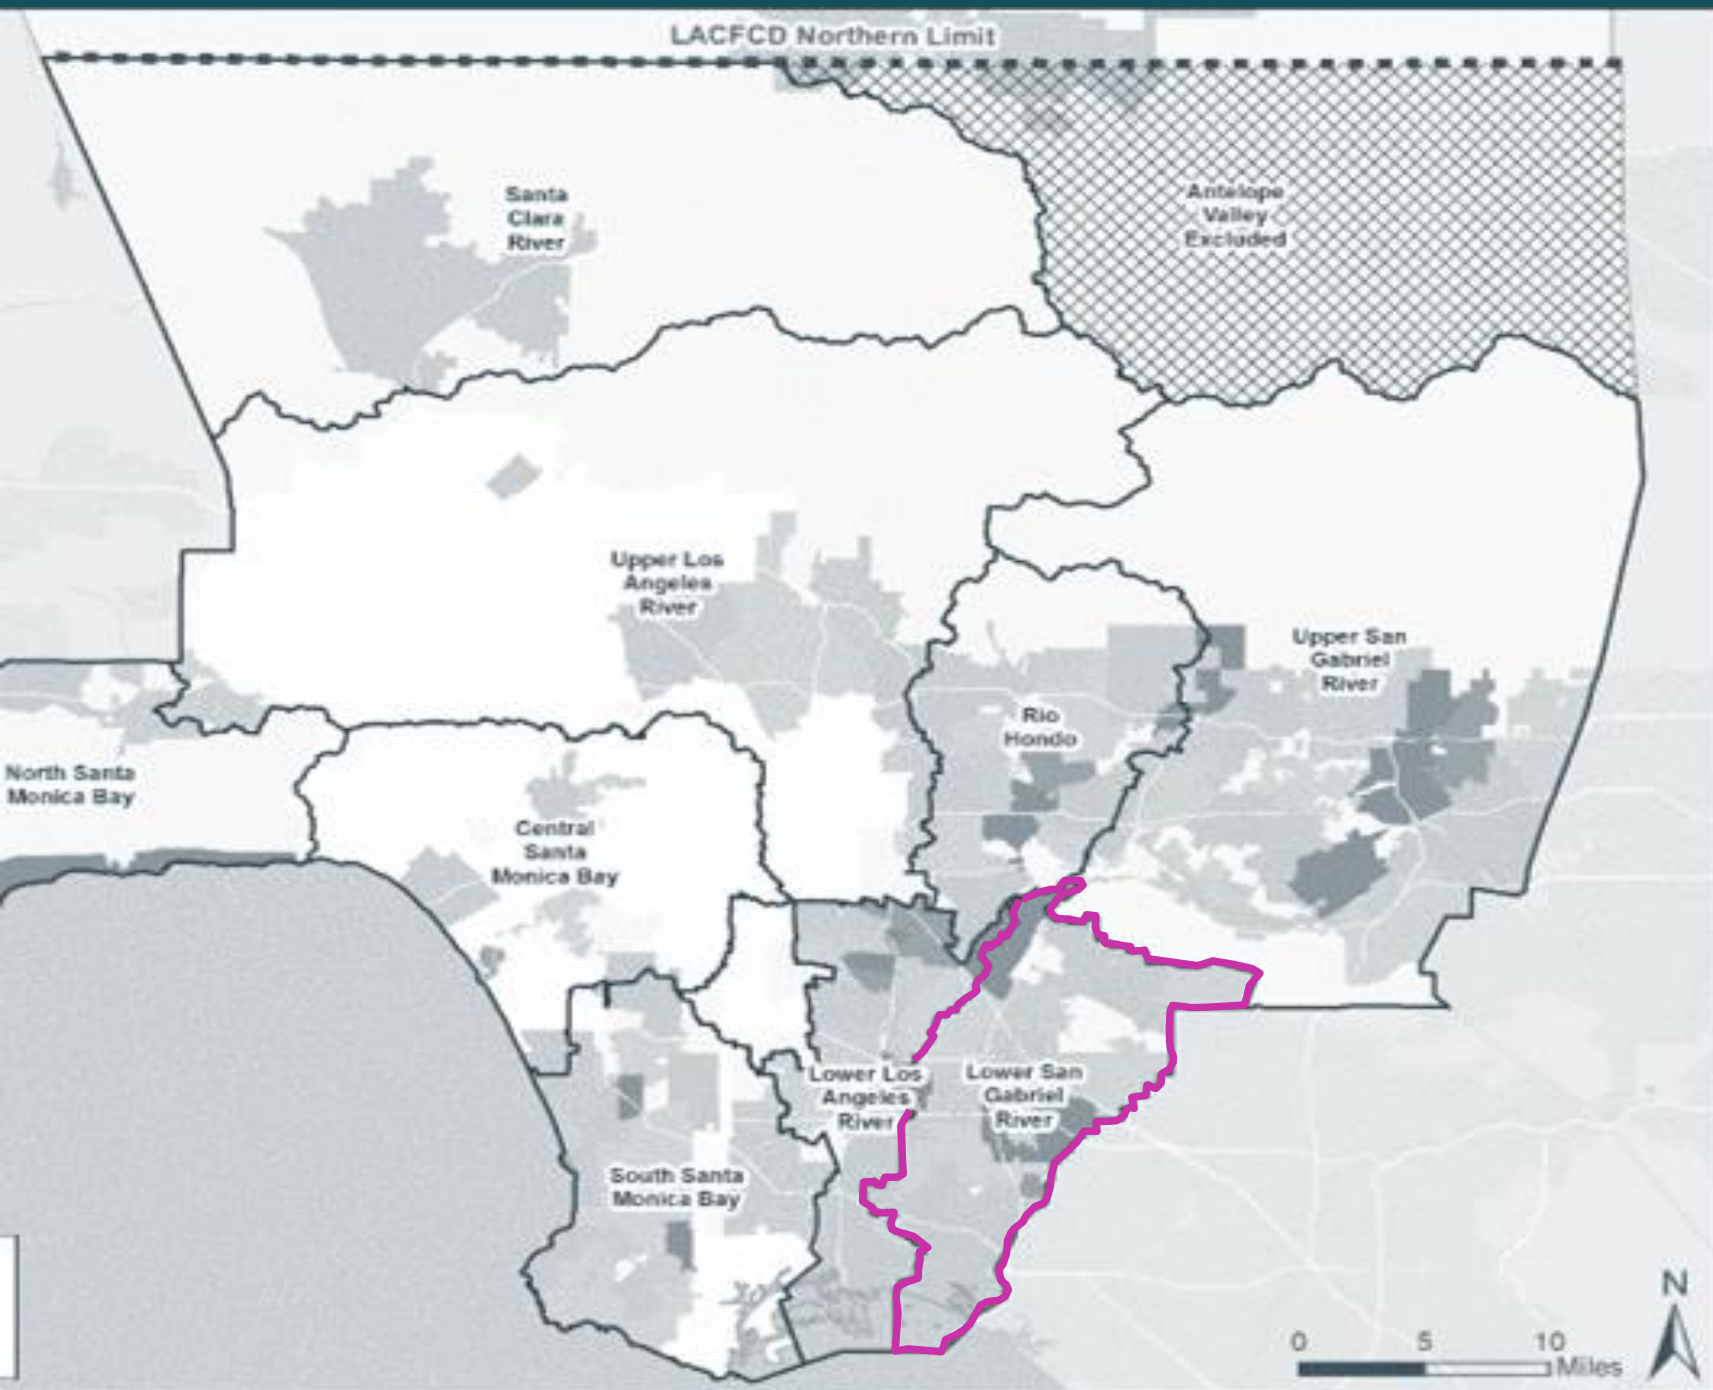 LACFCD Northern Limit
Santa
Clara
River
Antelope
Valley
Excluded
Upper Los
Angeles
River
Upper San
Gabriel
River
Rio
Hondo
North Santa
Monica Bay
Central
Santa
Monica Bay
Lower Los
Angeles
River
Lower San
Gabriel
River
South Santa
Monica Bay
N
0 5 10
Miles